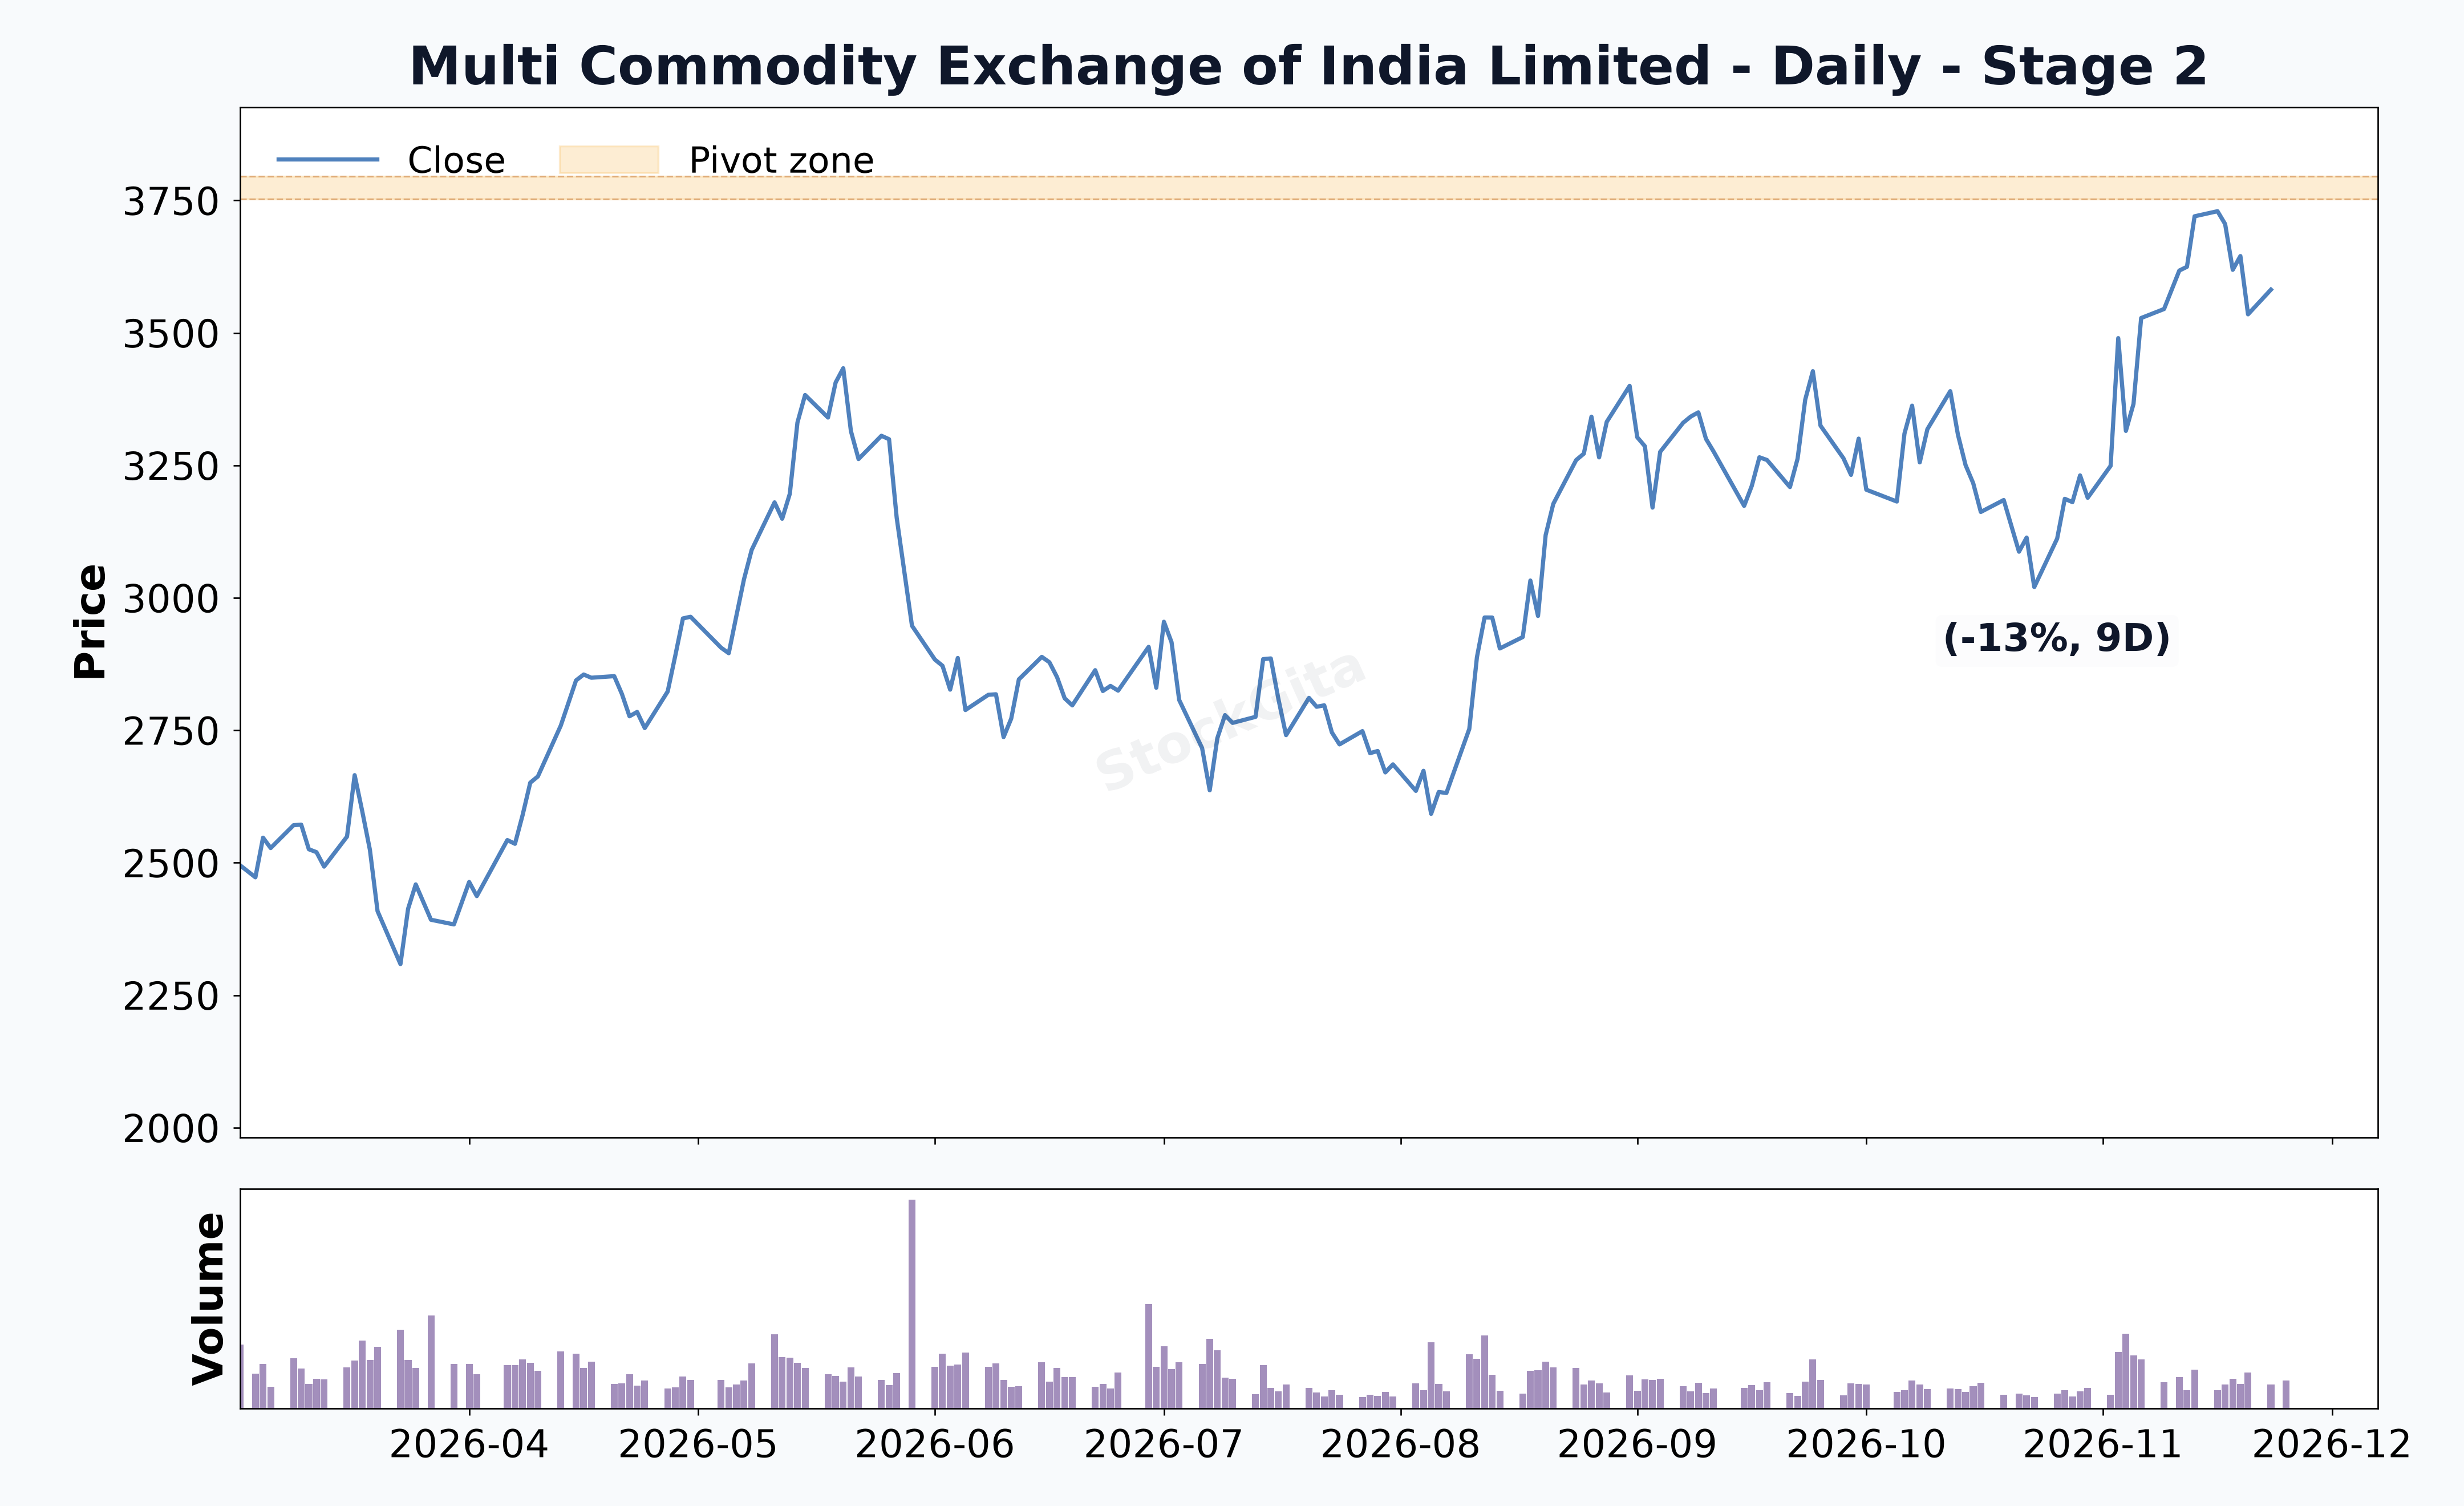 Multi Commodity Exchange of India Limited - Daily - Stage 2
Close
Pivot zone
Price
3750
3500
3250
3000
2750
2500
2250
2000
(-13%, 9D)
StockGita
Volume
2026-04
2026-05
2026-06
2026-07
2026-08
2026-09
2026-10
2026-11
2026-12